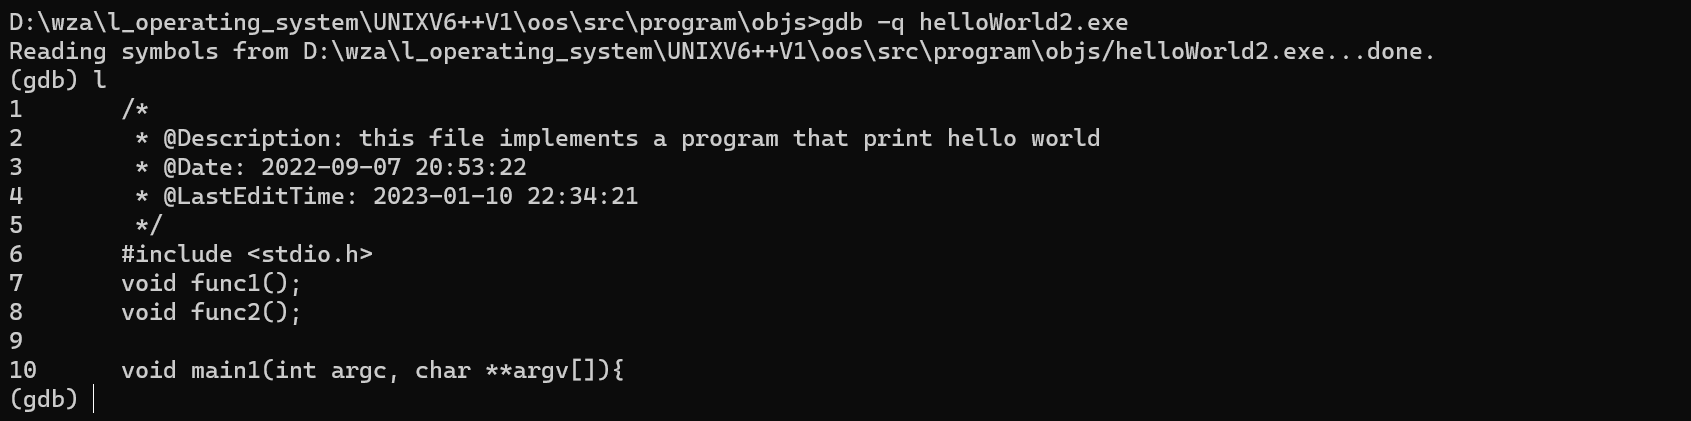 D:\wza\l_operating_system\UNIXV6++V1\oos\src\program\objs>gdb -q helloWorld2.exe
Reading symbols from D:\wza\l_operating_system\UNIXV6++V1\oos\src\program\objs/helloWorld2.exe...done.
(gdb) l
1       /*
2        * @Description: this file implements a program that print hello world
3        * @Date: 2022-09-07 20:53:22
4        * @LastEditTime: 2023-01-10 22:34:21
5        */
6       #include <stdio.h>
7       void func1();
8       void func2();
9
10      void main1(int argc, char **argv[]){
(gdb)